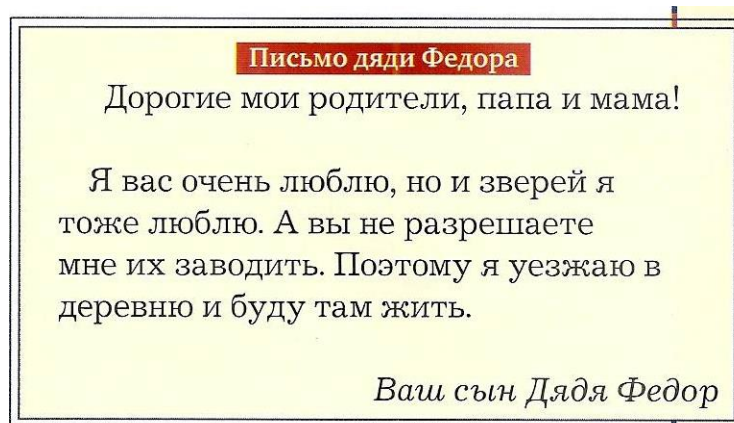 Письмо дяди Федора
Дорогие мои родители, папа и мама!
Я вас очень люблю, но и зверей я
тоже люблю. А вы не разрешаете
мне их заводить. Поэтому я уезжаю в
деревню и буду там жить.
Ваш сын Дядя Федор